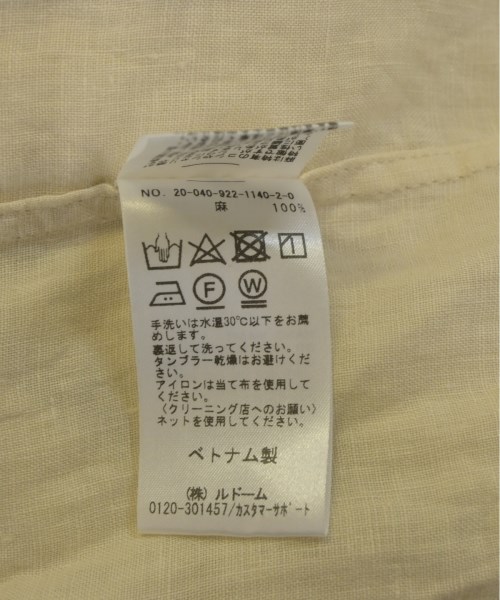 NO. 20-040-922-1140-2-0
麻 100%
F W
手洗いは水温30℃以下をお薦
めします。
裏返して洗ってください。
タンブラー乾燥はお避けくだ
さい。
アイロンは当て布を使用して
ください。
(クリーニング店へのお願い)
ネットを使用してください。
ベトナム製
(株) ルドーム
0120-301457/カスタマーサポート